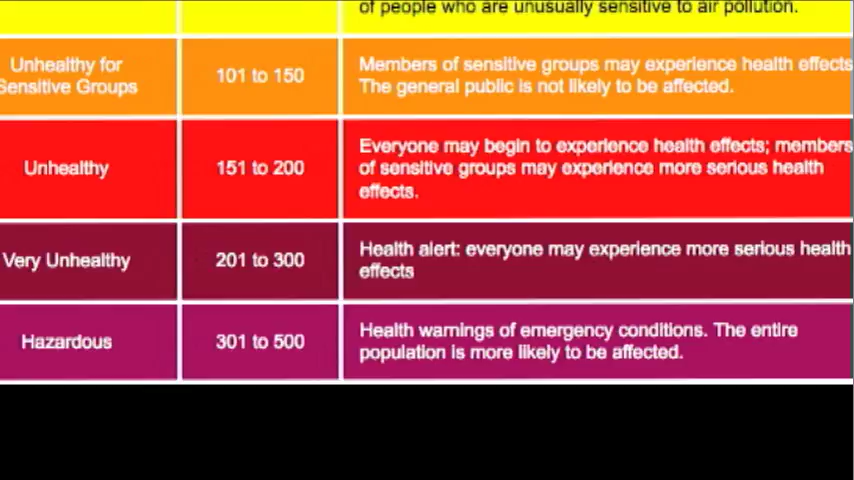 of people who are unusually sensitive to air pollution.
Unhealthy for
Sensitive Groups
101 to 150
Members of sensitive groups may experience health effects
The general public is not likely to be affected.
Unhealthy
151 to 200
Everyone may begin to experience health effects; members
of sensitive groups may experience more serious health
effects.
Very Unhealthy
201 to 300
Health alert: everyone may experience more serious health
effects
Hazardous
301 to 500
Health warnings of emergency conditions. The entire
population is more likely to be affected.